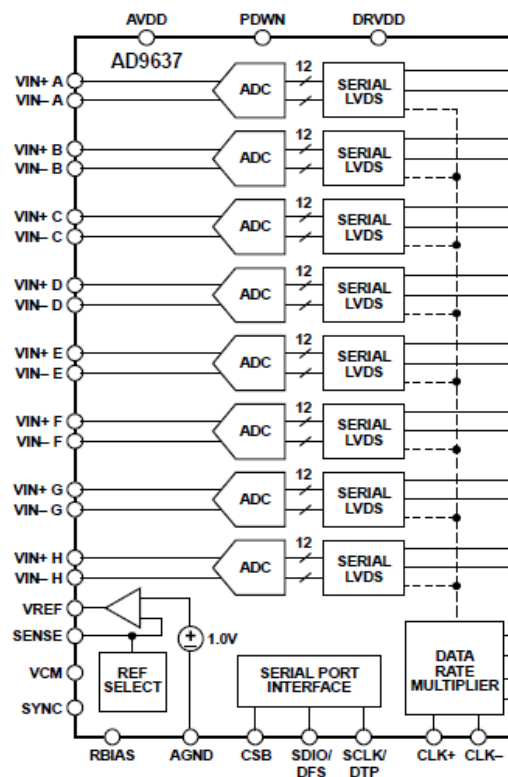 AVDD PDWN DRVDD
AD9637
VIN+ A
VIN– A
ADC
12
SERIAL
LVDS
VIN+ B
VIN– B
ADC
12
SERIAL
LVDS
VIN+ C
VIN– C
ADC
12
SERIAL
LVDS
VIN+ D
VIN– D
ADC
12
SERIAL
LVDS
VIN+ E
VIN– E
ADC
12
SERIAL
LVDS
VIN+ F
VIN– F
ADC
12
SERIAL
LVDS
VIN+ G
VIN– G
ADC
12
SERIAL
LVDS
VIN+ H
VIN– H
ADC
12
SERIAL
LVDS
VREF
SENSE
1.0V
VCM
REF
SELECT
SERIAL PORT
INTERFACE
DATA
RATE
MULTIPLIER
SYNC
RBIAS AGND CSB SDIO/
DFS
SCLK/
DTP
CLK+ CLK–